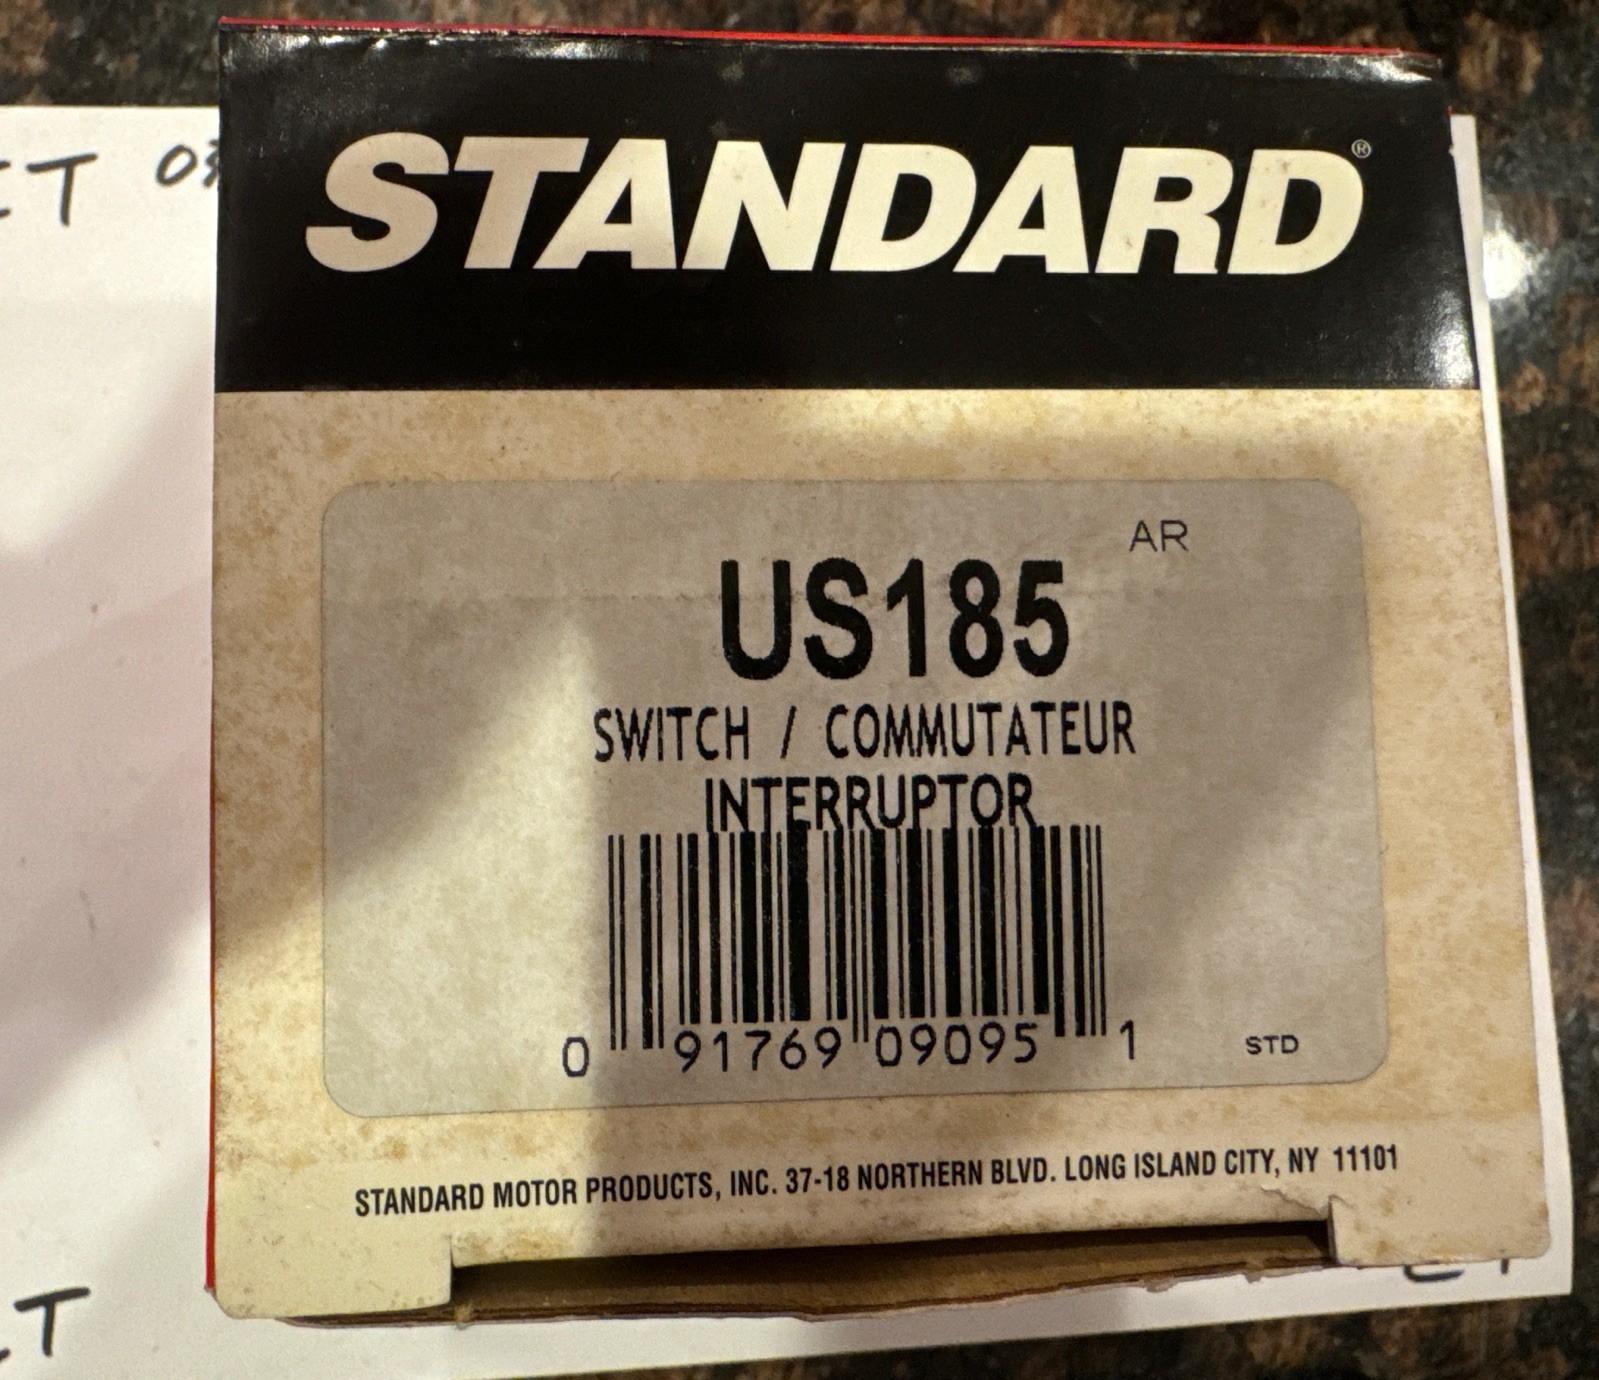 STANDARD®
AR
US185
SWITCH / COMMUTATEUR
INTERRUPTOR
0 91769 09095 1
STD
STANDARD MOTOR PRODUCTS, INC. 37-18 NORTHERN BLVD. LONG ISLAND CITY, NY 11101